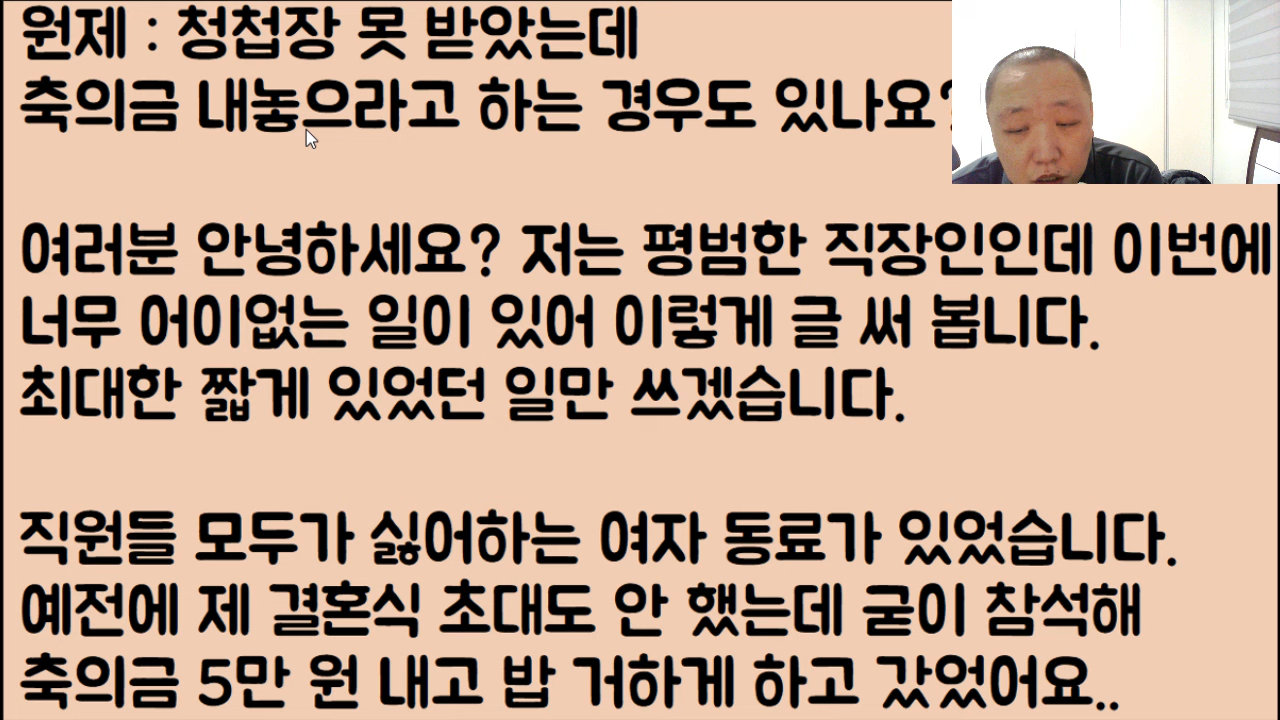 원제 : 청첩장 못 받았는데
축의금 내놓으라고 하는 경우도 있나요?
여러분 안녕하세요? 저는 평범한 직장인인데 이번에
너무 어이없는 일이 있어 이렇게 글 써 봅니다.
최대한 짧게 있었던 일만 쓰겠습니다.
직원들 모두가 싫어하는 여자 동료가 있었습니다.
예전에 제 결혼식 초대도 안 했는데 굳이 참석해
축의금 5만 원 내고 밥 거하게 하고 갔었어요..